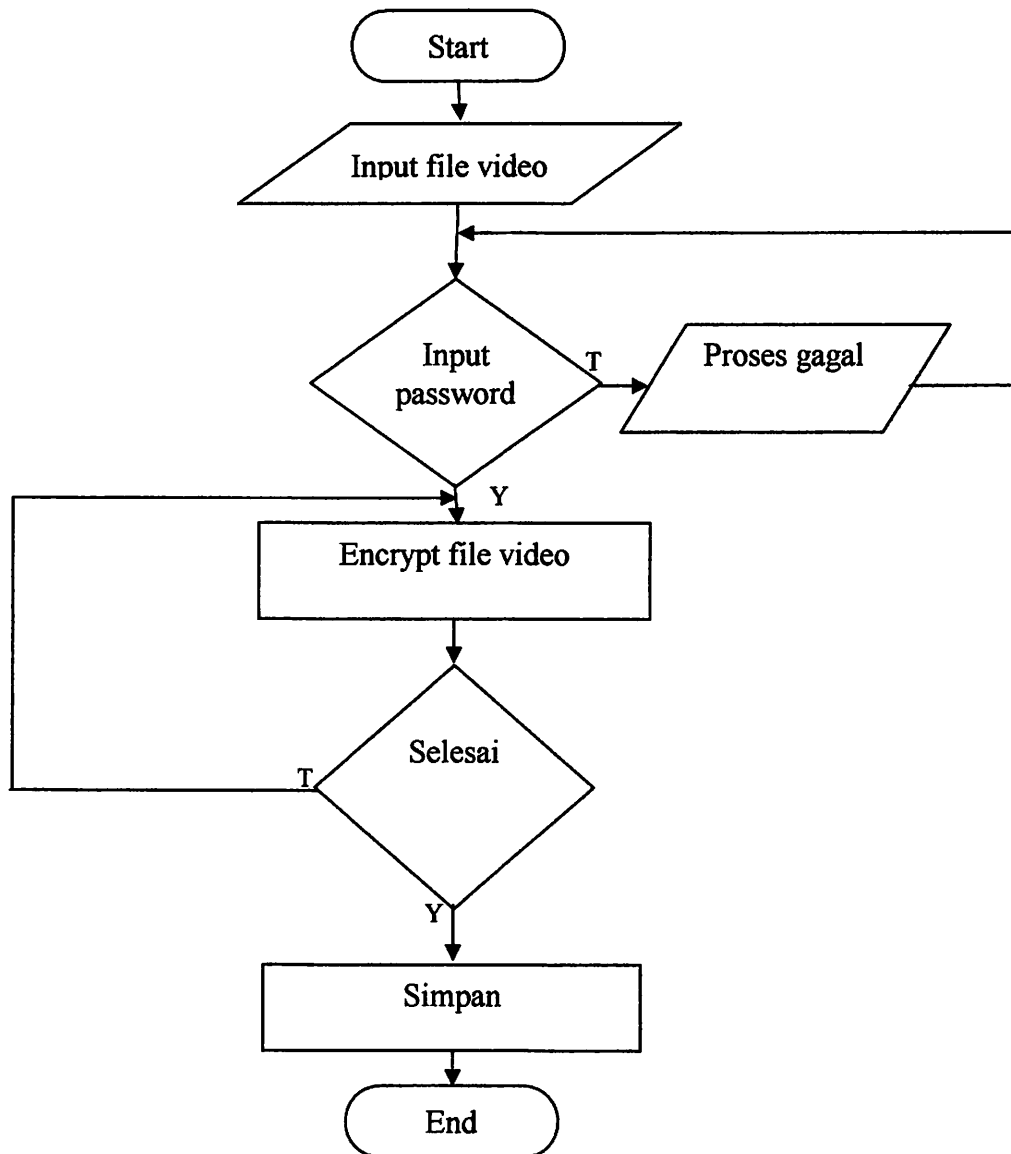 Start
Input file video
Input
password
T
Proses gagal
Y
Encrypt file video
Selesai
T
Y
Simpan
End